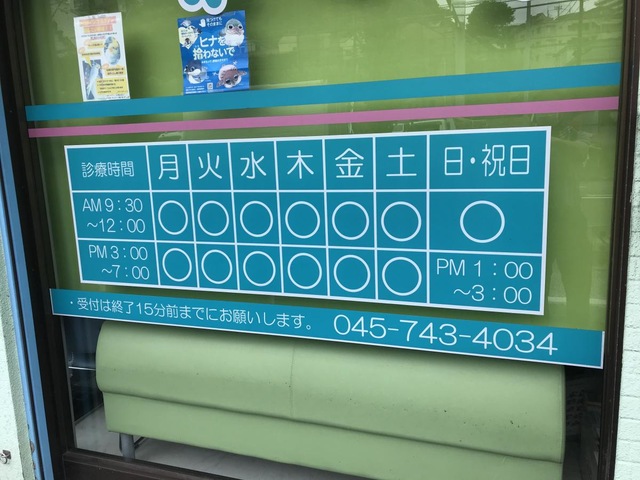 ヒナを
拾わないで
診療時間 月 火 水 木 金 土 日・祝日
AM 9:30 ～12:00 ○ ○ ○ ○ ○ ○ ○
PM 3:00 ～7:00 ○ ○ ○ ○ ○ ○ PM 1:00 ～3:00
・受付は終了15分前までにお願いします。 045-743-4034